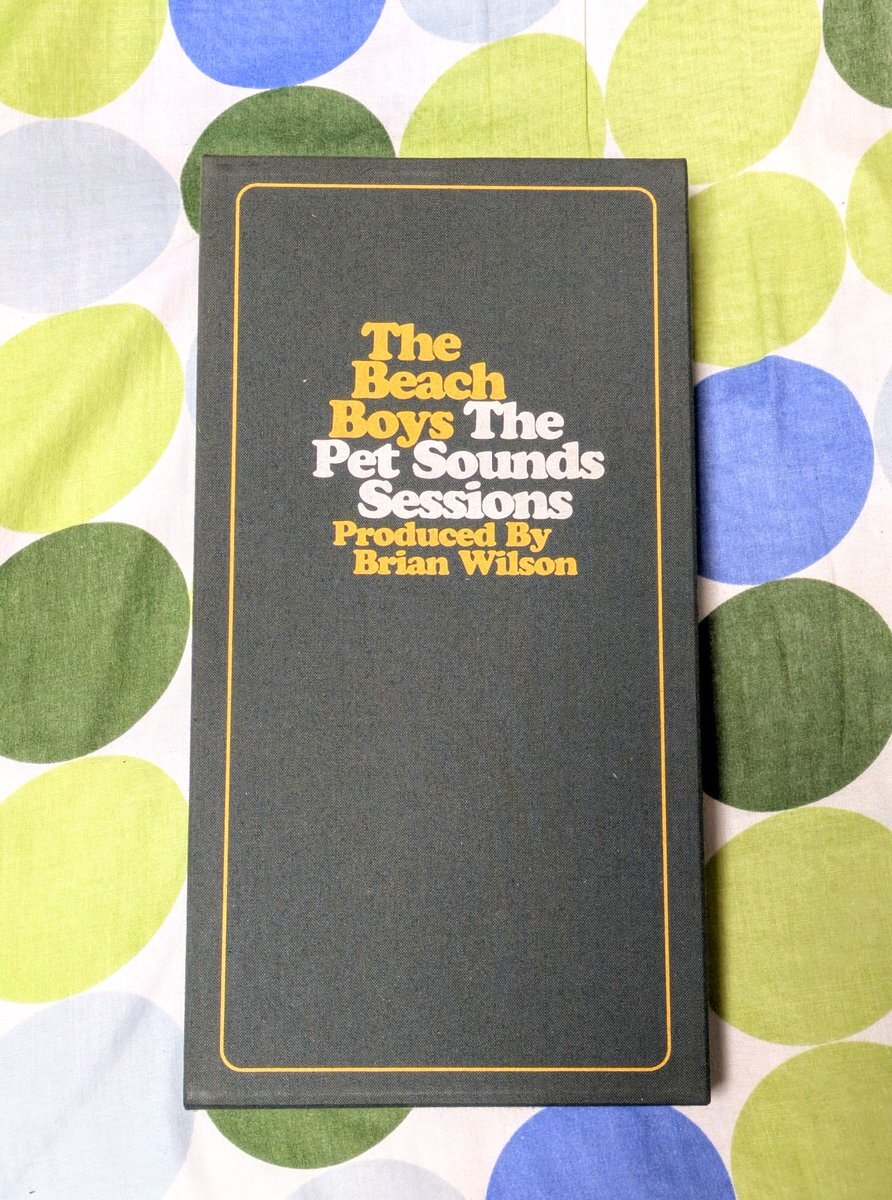 The
Beach
Boys The
Pet Sounds
Sessions
Produced By
Brian Wilson